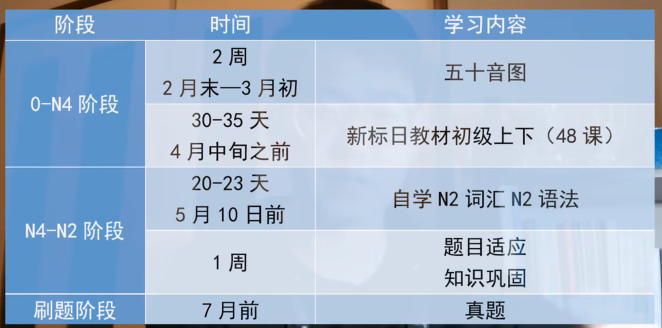 阶段 时间 学习内容
0-N4 阶段
2 周
2 月末—3 月初
五十音图
30-35 天
4 月中旬之前
新标日教材初级上下（48 课）
N4-N2 阶段
20-23 天
5 月 10 日前
自学 N2 词汇 N2 语法
1 周
题目适应
知识巩固
刷题阶段 7 月前 真题